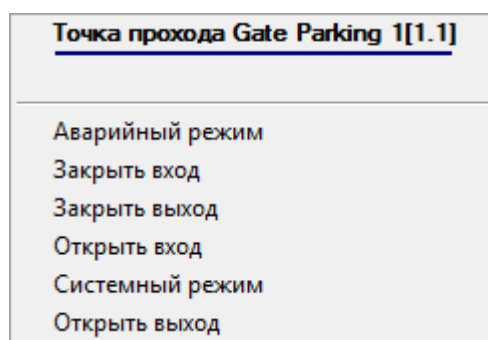 Точка прохода Gate Parking 1[1.1]
Аварийный режим
Закрыть вход
Закрыть выход
Открыть вход
Системный режим
Открыть выход